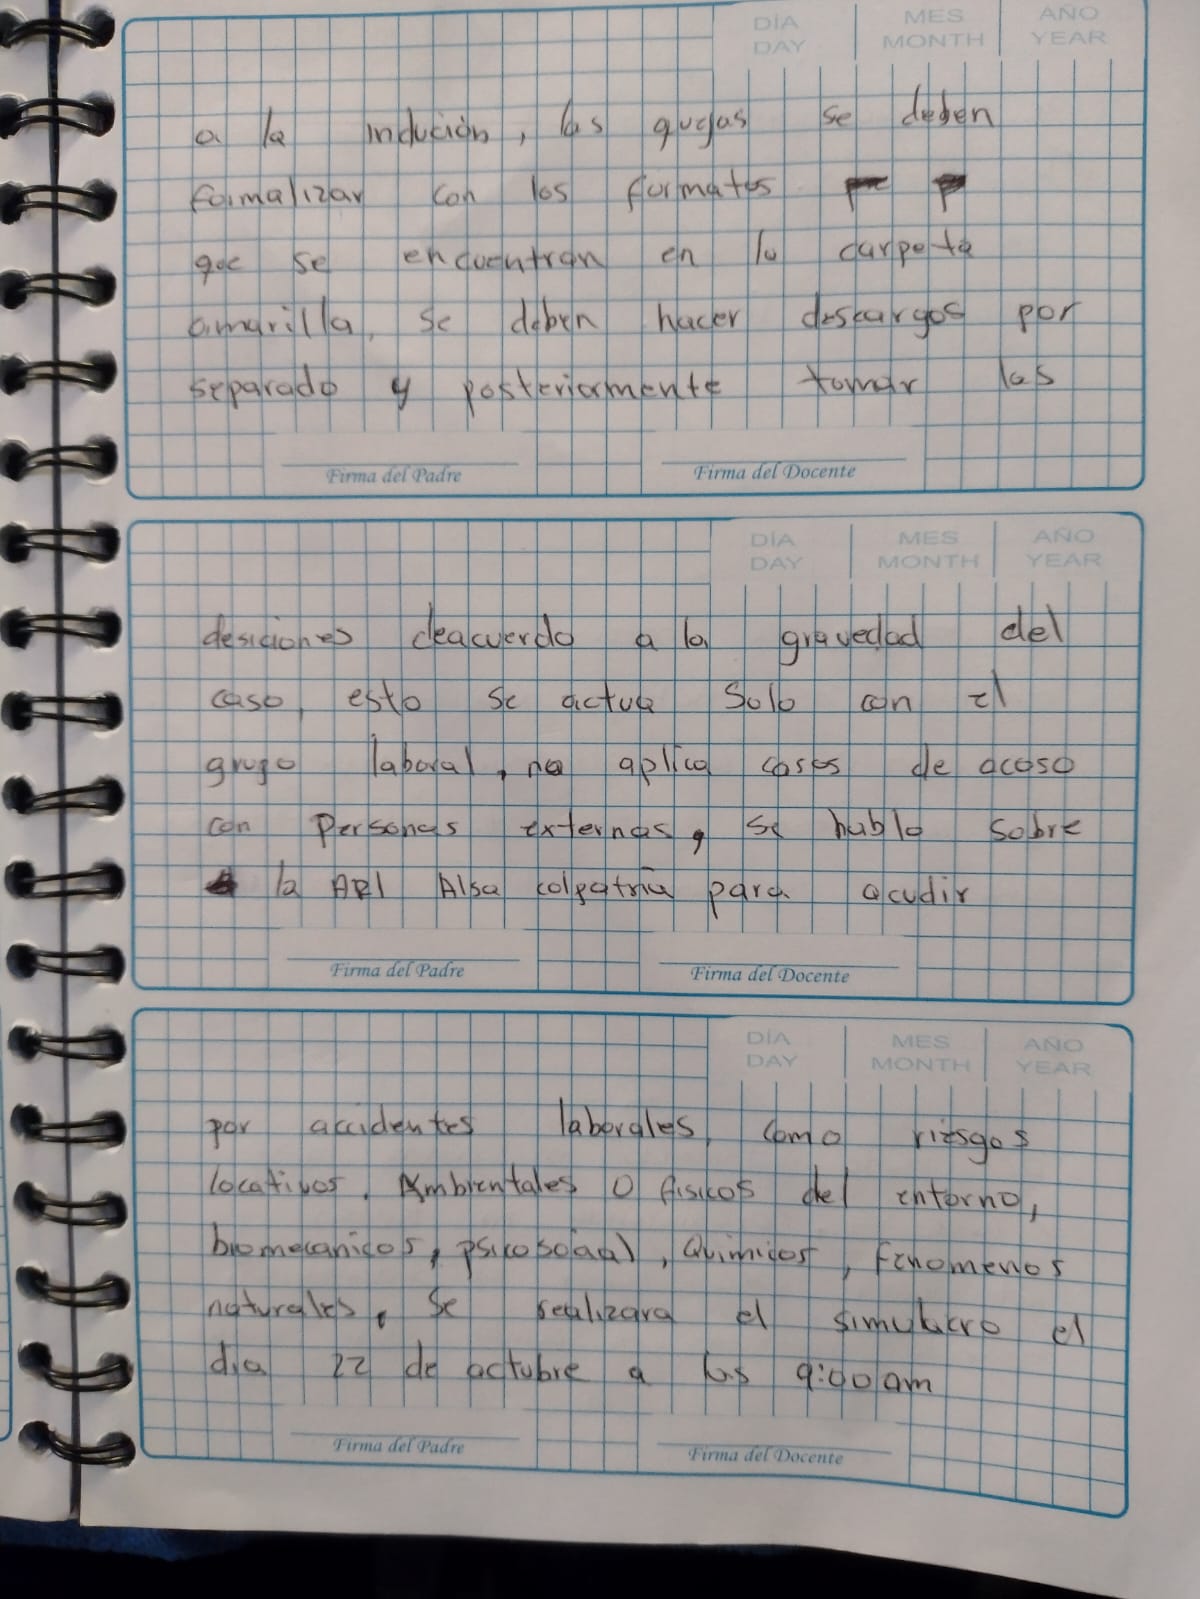 DÍA MES AÑO
DAY MONTH YEAR
a la indución, las quejas se deben
formalizar con los formatos
que se encuentran en la carpeta
amarilla, se deben hacer descargos por
separado y posteriormente tomar las
Firma del Padre Firma del Docente
DÍA MES AÑO
DAY MONTH YEAR
desiciones deacuerdo a la gravedad del
caso, esto se actua solo con el
grupo laboral, no aplica casos de acoso
con personas externas, se hablo sobre
la ARl Alsa colpatria para acudir
Firma del Padre Firma del Docente
DÍA MES AÑO
DAY MONTH YEAR
por accidentes laborales, como riesgos
locativos, Ambientales o fisicos del entorno,
biomecanicos, psicosocial, Quimicos, Fenomenos
naturales. Se realizara el simulacro el
dia 22 de octubre a las 9:00 am
Firma del Padre Firma del Docente